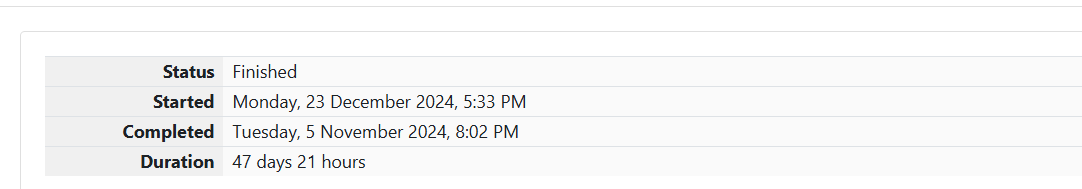 Status Finished
Started Monday, 23 December 2024, 5:33 PM
Completed Tuesday, 5 November 2024, 8:02 PM
Duration 47 days 21 hours